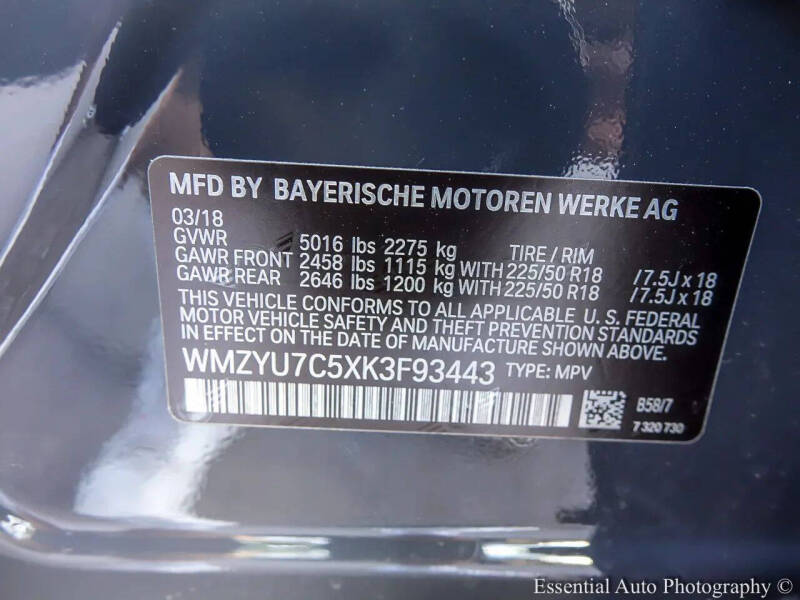 MFD BY BAYERISCHE MOTOREN WERKE AG
03/18
GVWR 5016 lbs 2275 kg TIRE / RIM
GAWR FRONT 2458 lbs 1115 kg WITH 225/50 R18 /7.5J x 18
GAWR REAR 2646 lbs 1200 kg WITH 225/50 R18 /7.5J x 18
THIS VEHICLE CONFORMS TO ALL APPLICABLE U. S. FEDERAL
MOTOR VEHICLE SAFETY AND THEFT PREVENTION STANDARDS
IN EFFECT ON THE DATE OF MANUFACTURE SHOWN ABOVE.
WMZYU7C5XK3F93443 TYPE: MPV
B58/7
7 320 730
Essential Auto Photography ©